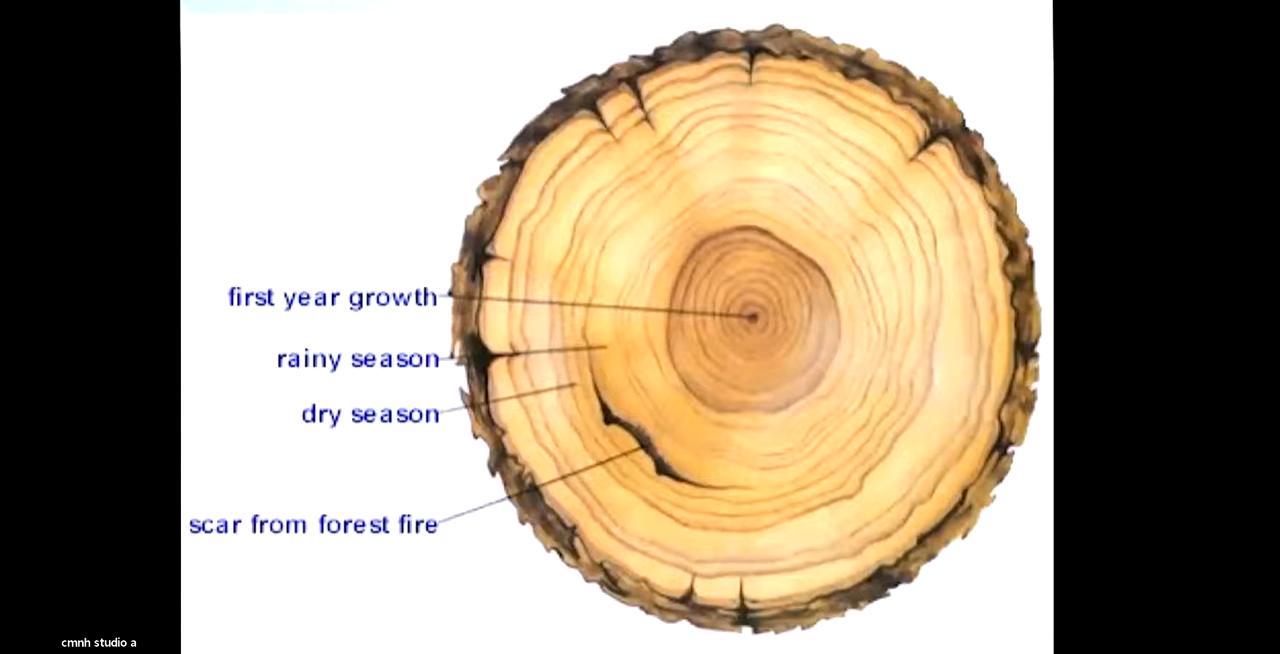 first year growth
rainy season
dry season
scar from forest fire
cmnh studio a